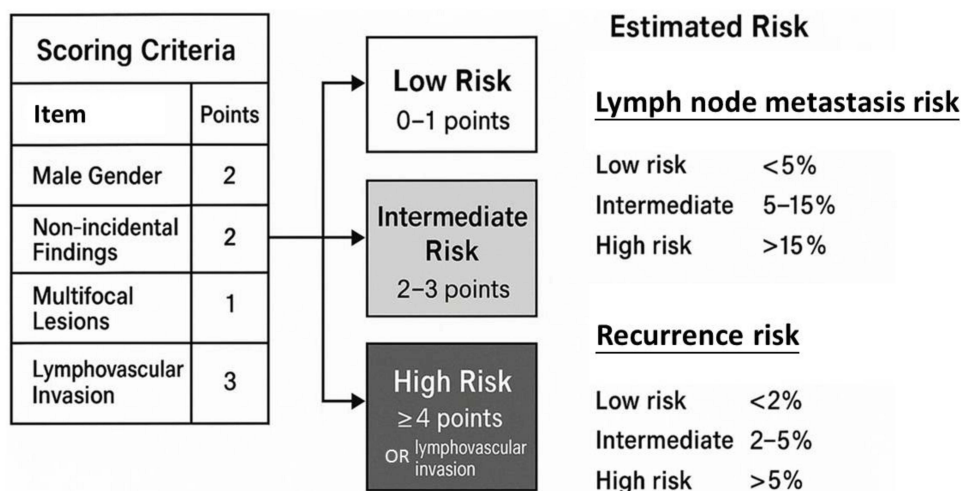 Scoring Criteria
Item Points
Male Gender 2
Non-incidental
Findings 2
Multifocal
Lesions 1
Lymphovascular
Invasion 3
Low Risk
0–1 points
Intermediate
Risk
2–3 points
High Risk
≥4 points
OR lymphovascular
invasion
Estimated Risk
Lymph node metastasis risk
Low risk <5%
Intermediate 5–15%
High risk >15%
Recurrence risk
Low risk <2%
Intermediate 2–5%
High risk >5%